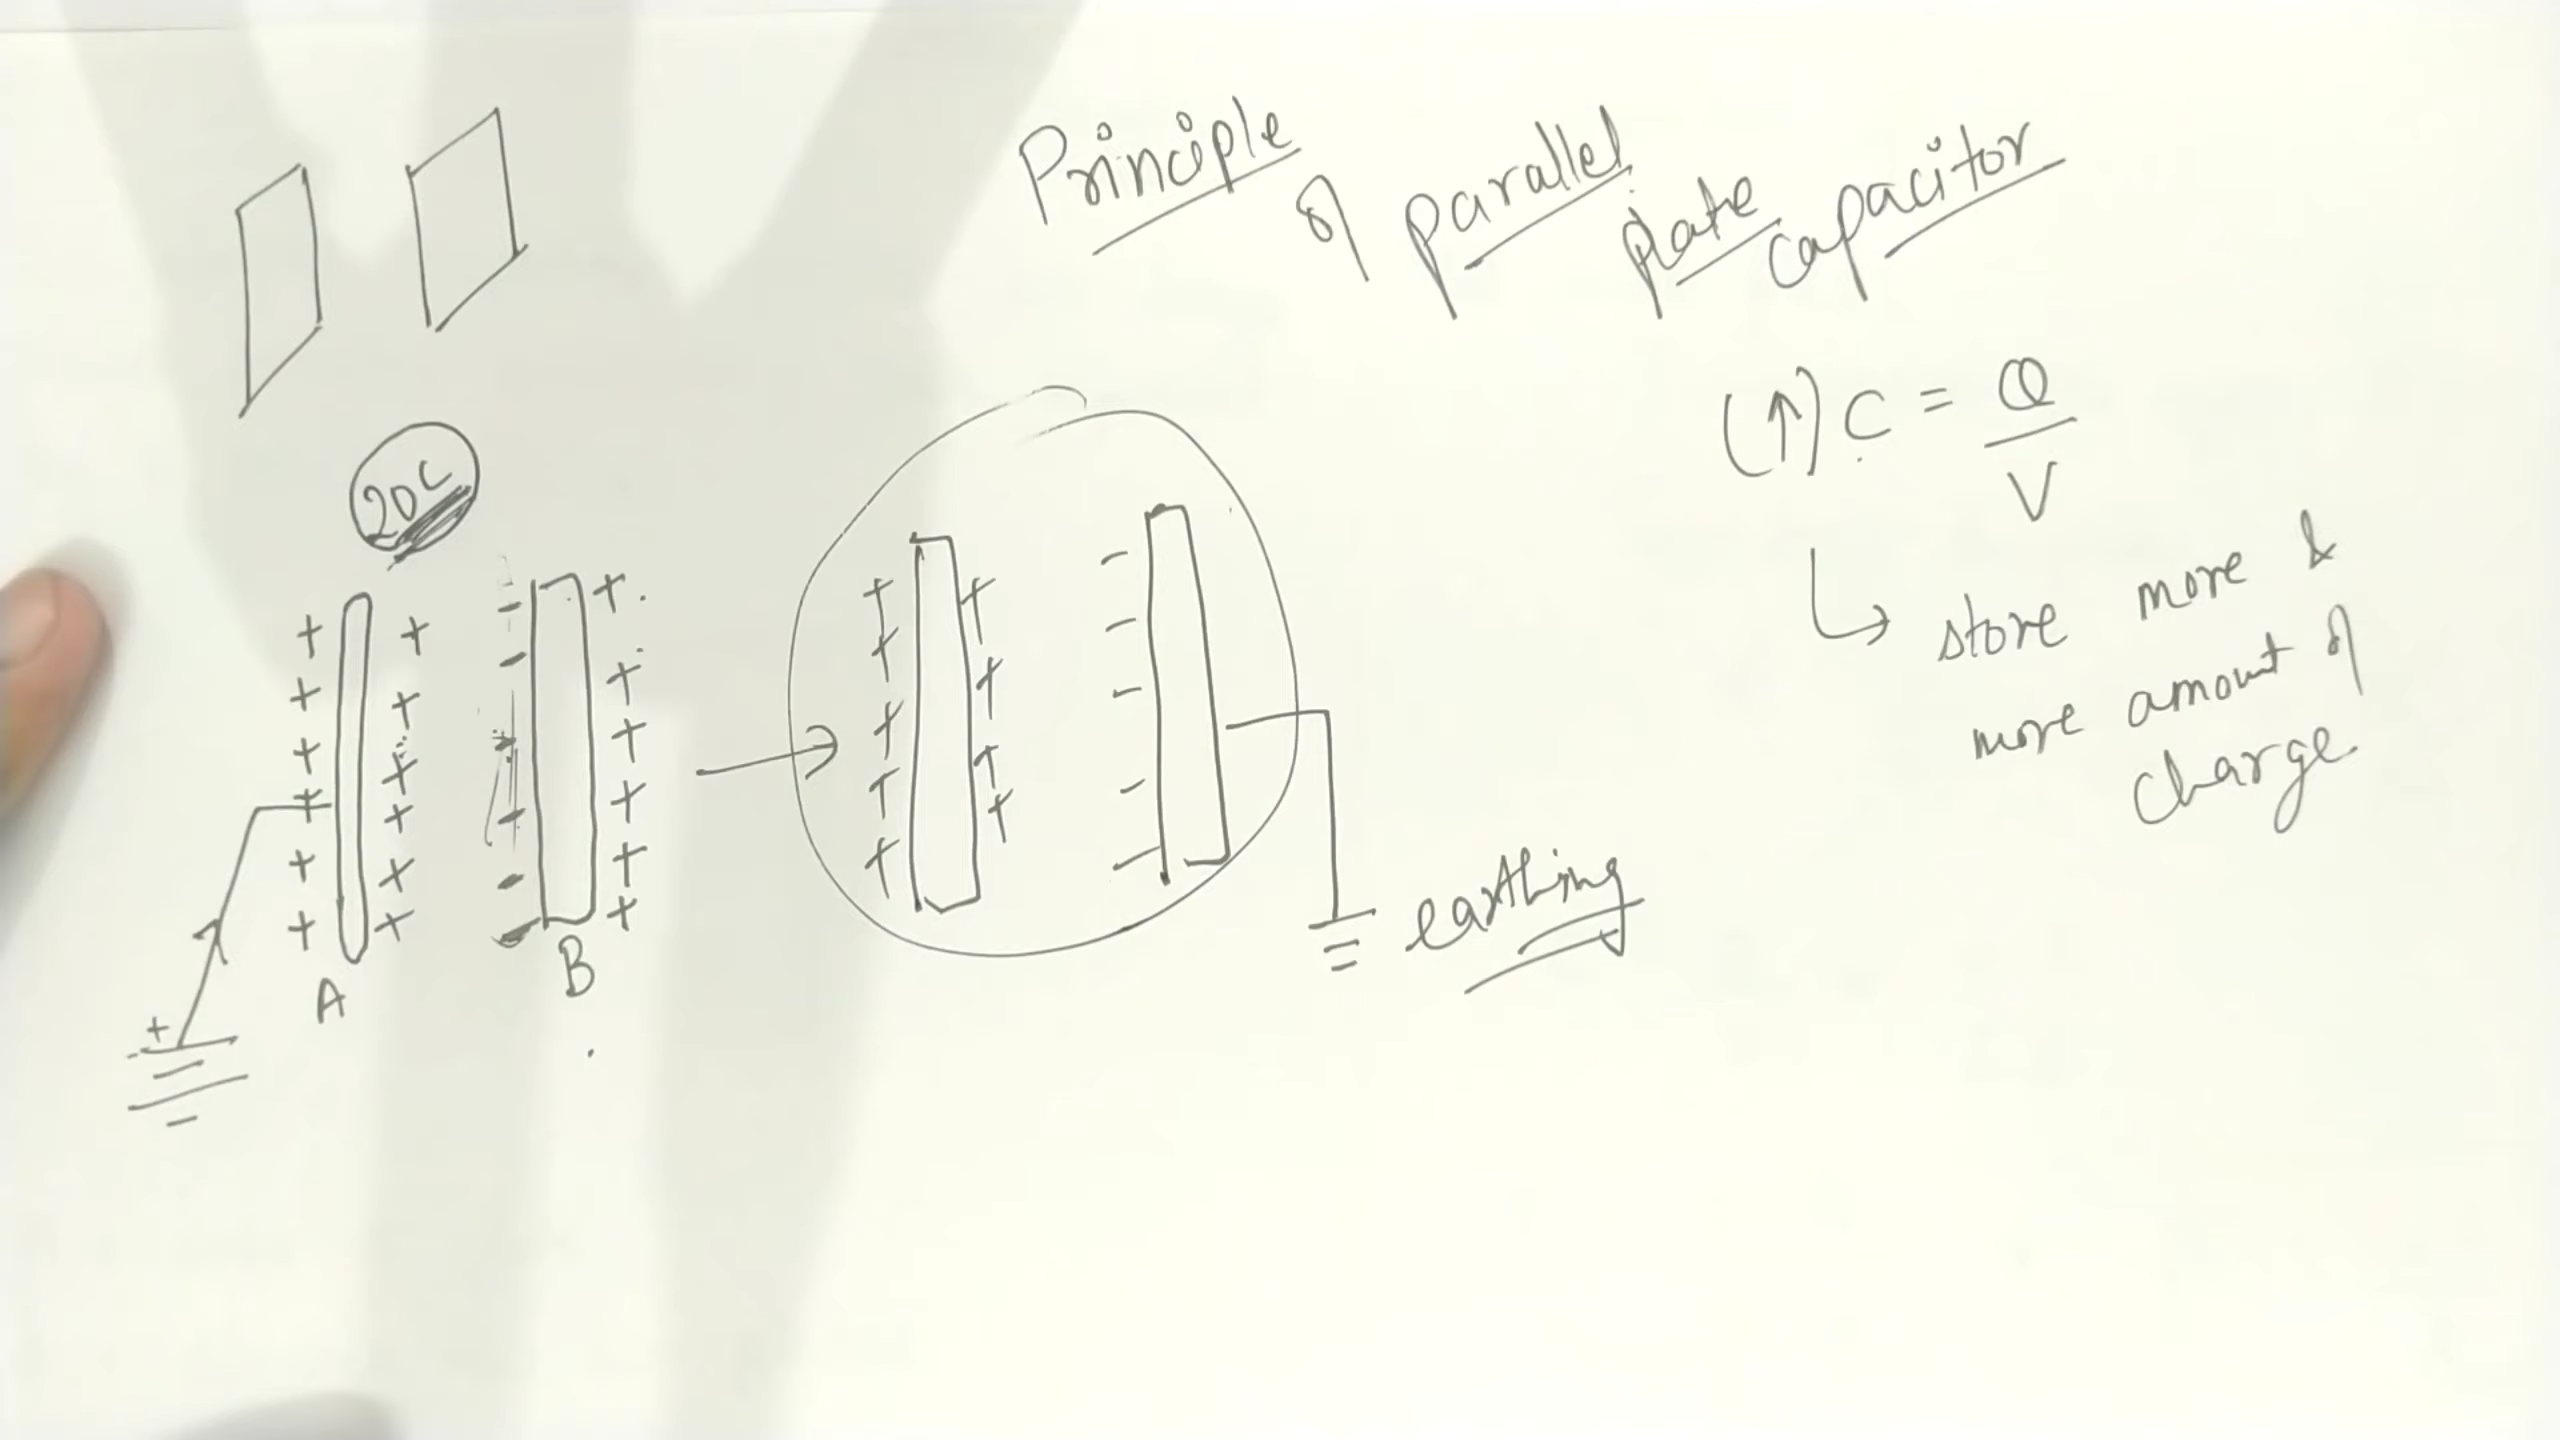 Principle of parallel plate capacitor
(↑) C = Q
V
20C
→ store more &
more amount of
charge
+ + - +
+ + - +
+ + - +
+ + - +
+ + - +
+ + - +
A B
+
+ + -
+ + -
+ + -
+ + -
+ -
earthing